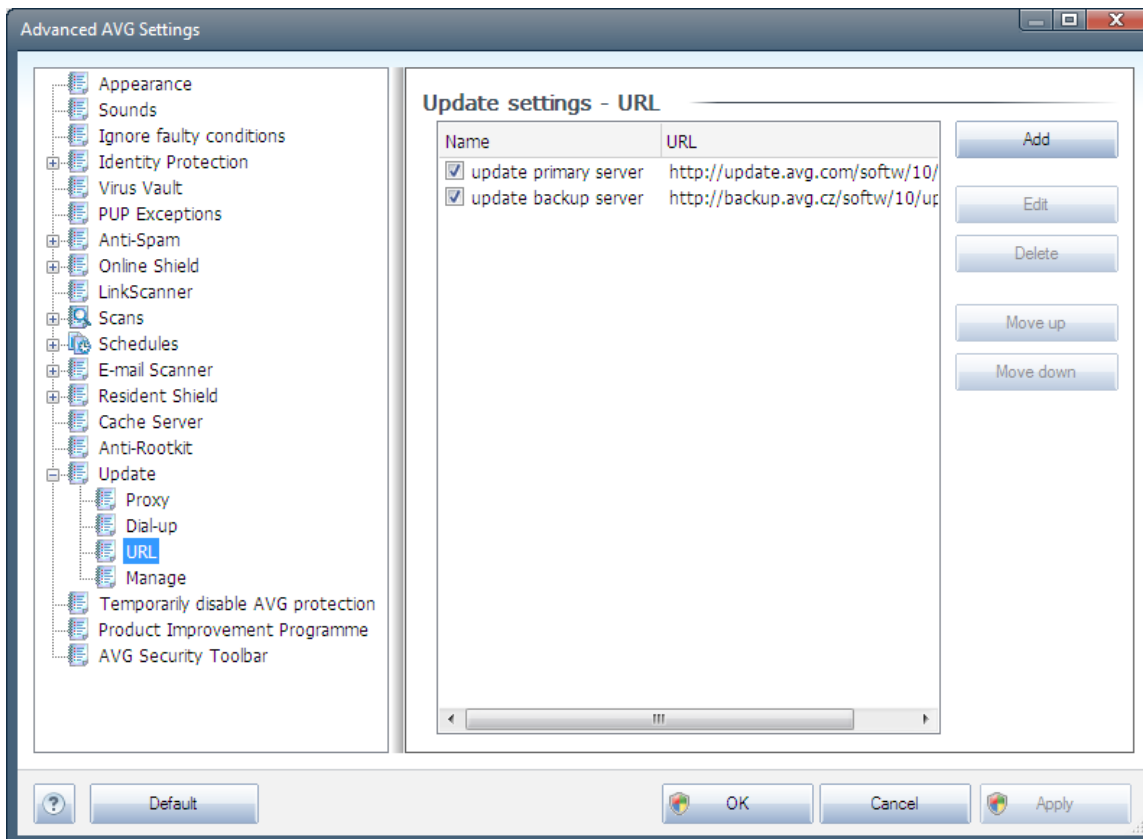 Advanced AVG Settings
Appearance
Sounds
Ignore faulty conditions
Identity Protection
Virus Vault
PUP Exceptions
Anti-Spam
Online Shield
LinkScanner
Scans
Schedules
E-mail Scanner
Resident Shield
Cache Server
Anti-Rootkit
Update
Proxy
Dial-up
URL
Manage
Temporarily disable AVG protection
Product Improvement Programme
AVG Security Toolbar
Update settings - URL
Name URL
update primary server http://update.avg.com/softw/10/
update backup server http://backup.avg.cz/softw/10/up
Add
Edit
Delete
Move up
Move down
? Default OK Cancel Apply